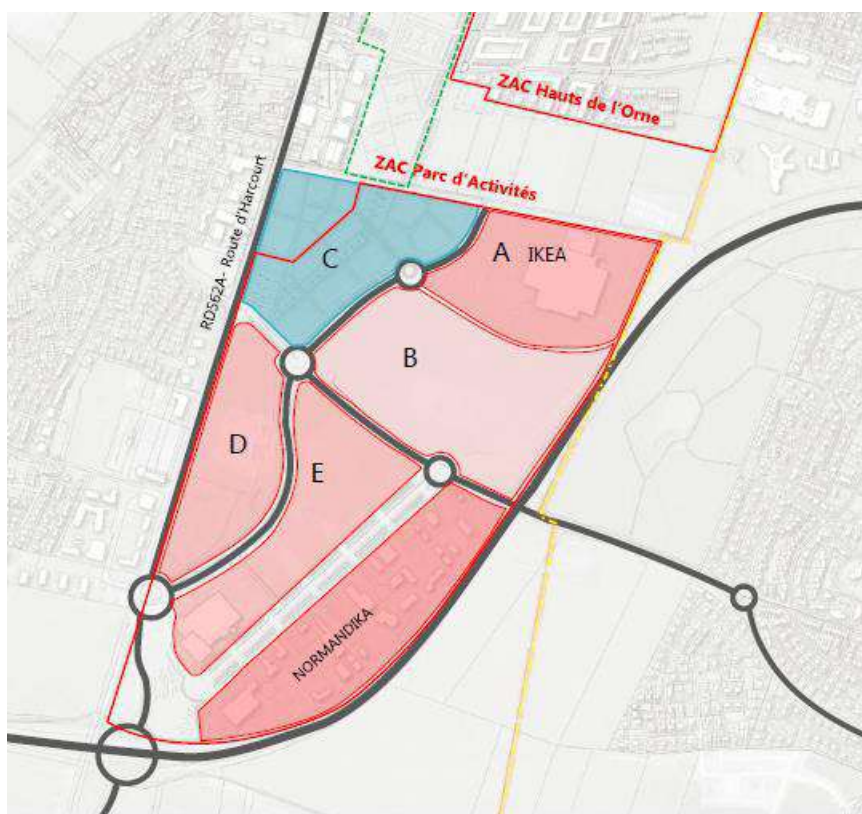 ZAC Hauts de l'Orne
ZAC Parc d'Activités
RD562A- Route d'Harcourt
A IKEA
C
B
D
E
NORMANDIKA